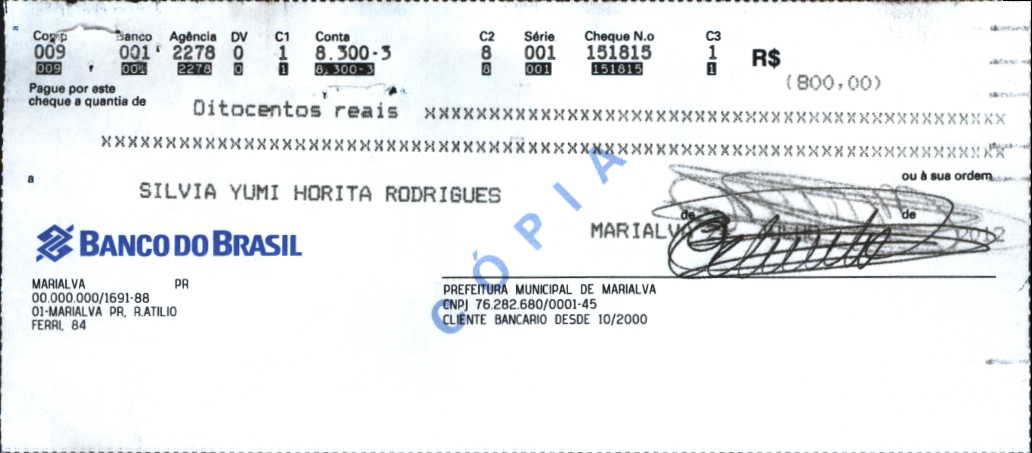 Comp Banco Agência DV C1 Conta C2 Série Cheque N.o C3
009 001 2278 0 1 8.300-3 8 001 151815 1 R$
009 001 2278 0 1 8.300-3 8 001 151815 1
(800,00)
Pague por este
cheque a quantia de Oitocentos reais XXXXXXXXXXXXXXXXXXXXXXXXXXXXXXXXXXXXXXXXXXXXXXXX
XXXXXXXXXXXXXXXXXXXXXXXXXXXXXXXXXXXXXXXXXXXXXXXXXXXXXXXXXXXXXXXXXXXXXXXXXXX
a SILVIA YUMI HORITA RODRIGUES ou à sua ordem
de de
MARIALVA 2012
BANCO DO BRASIL
CÓPIA
MARIALVA PR
00.000.000/1691-88
01-MARIALVA PR, R.ATILIO
FERRI, 84
PREFEITURA MUNICIPAL DE MARIALVA
CNPJ 76.282.680/0001-45
CLIENTE BANCARIO DESDE 10/2000